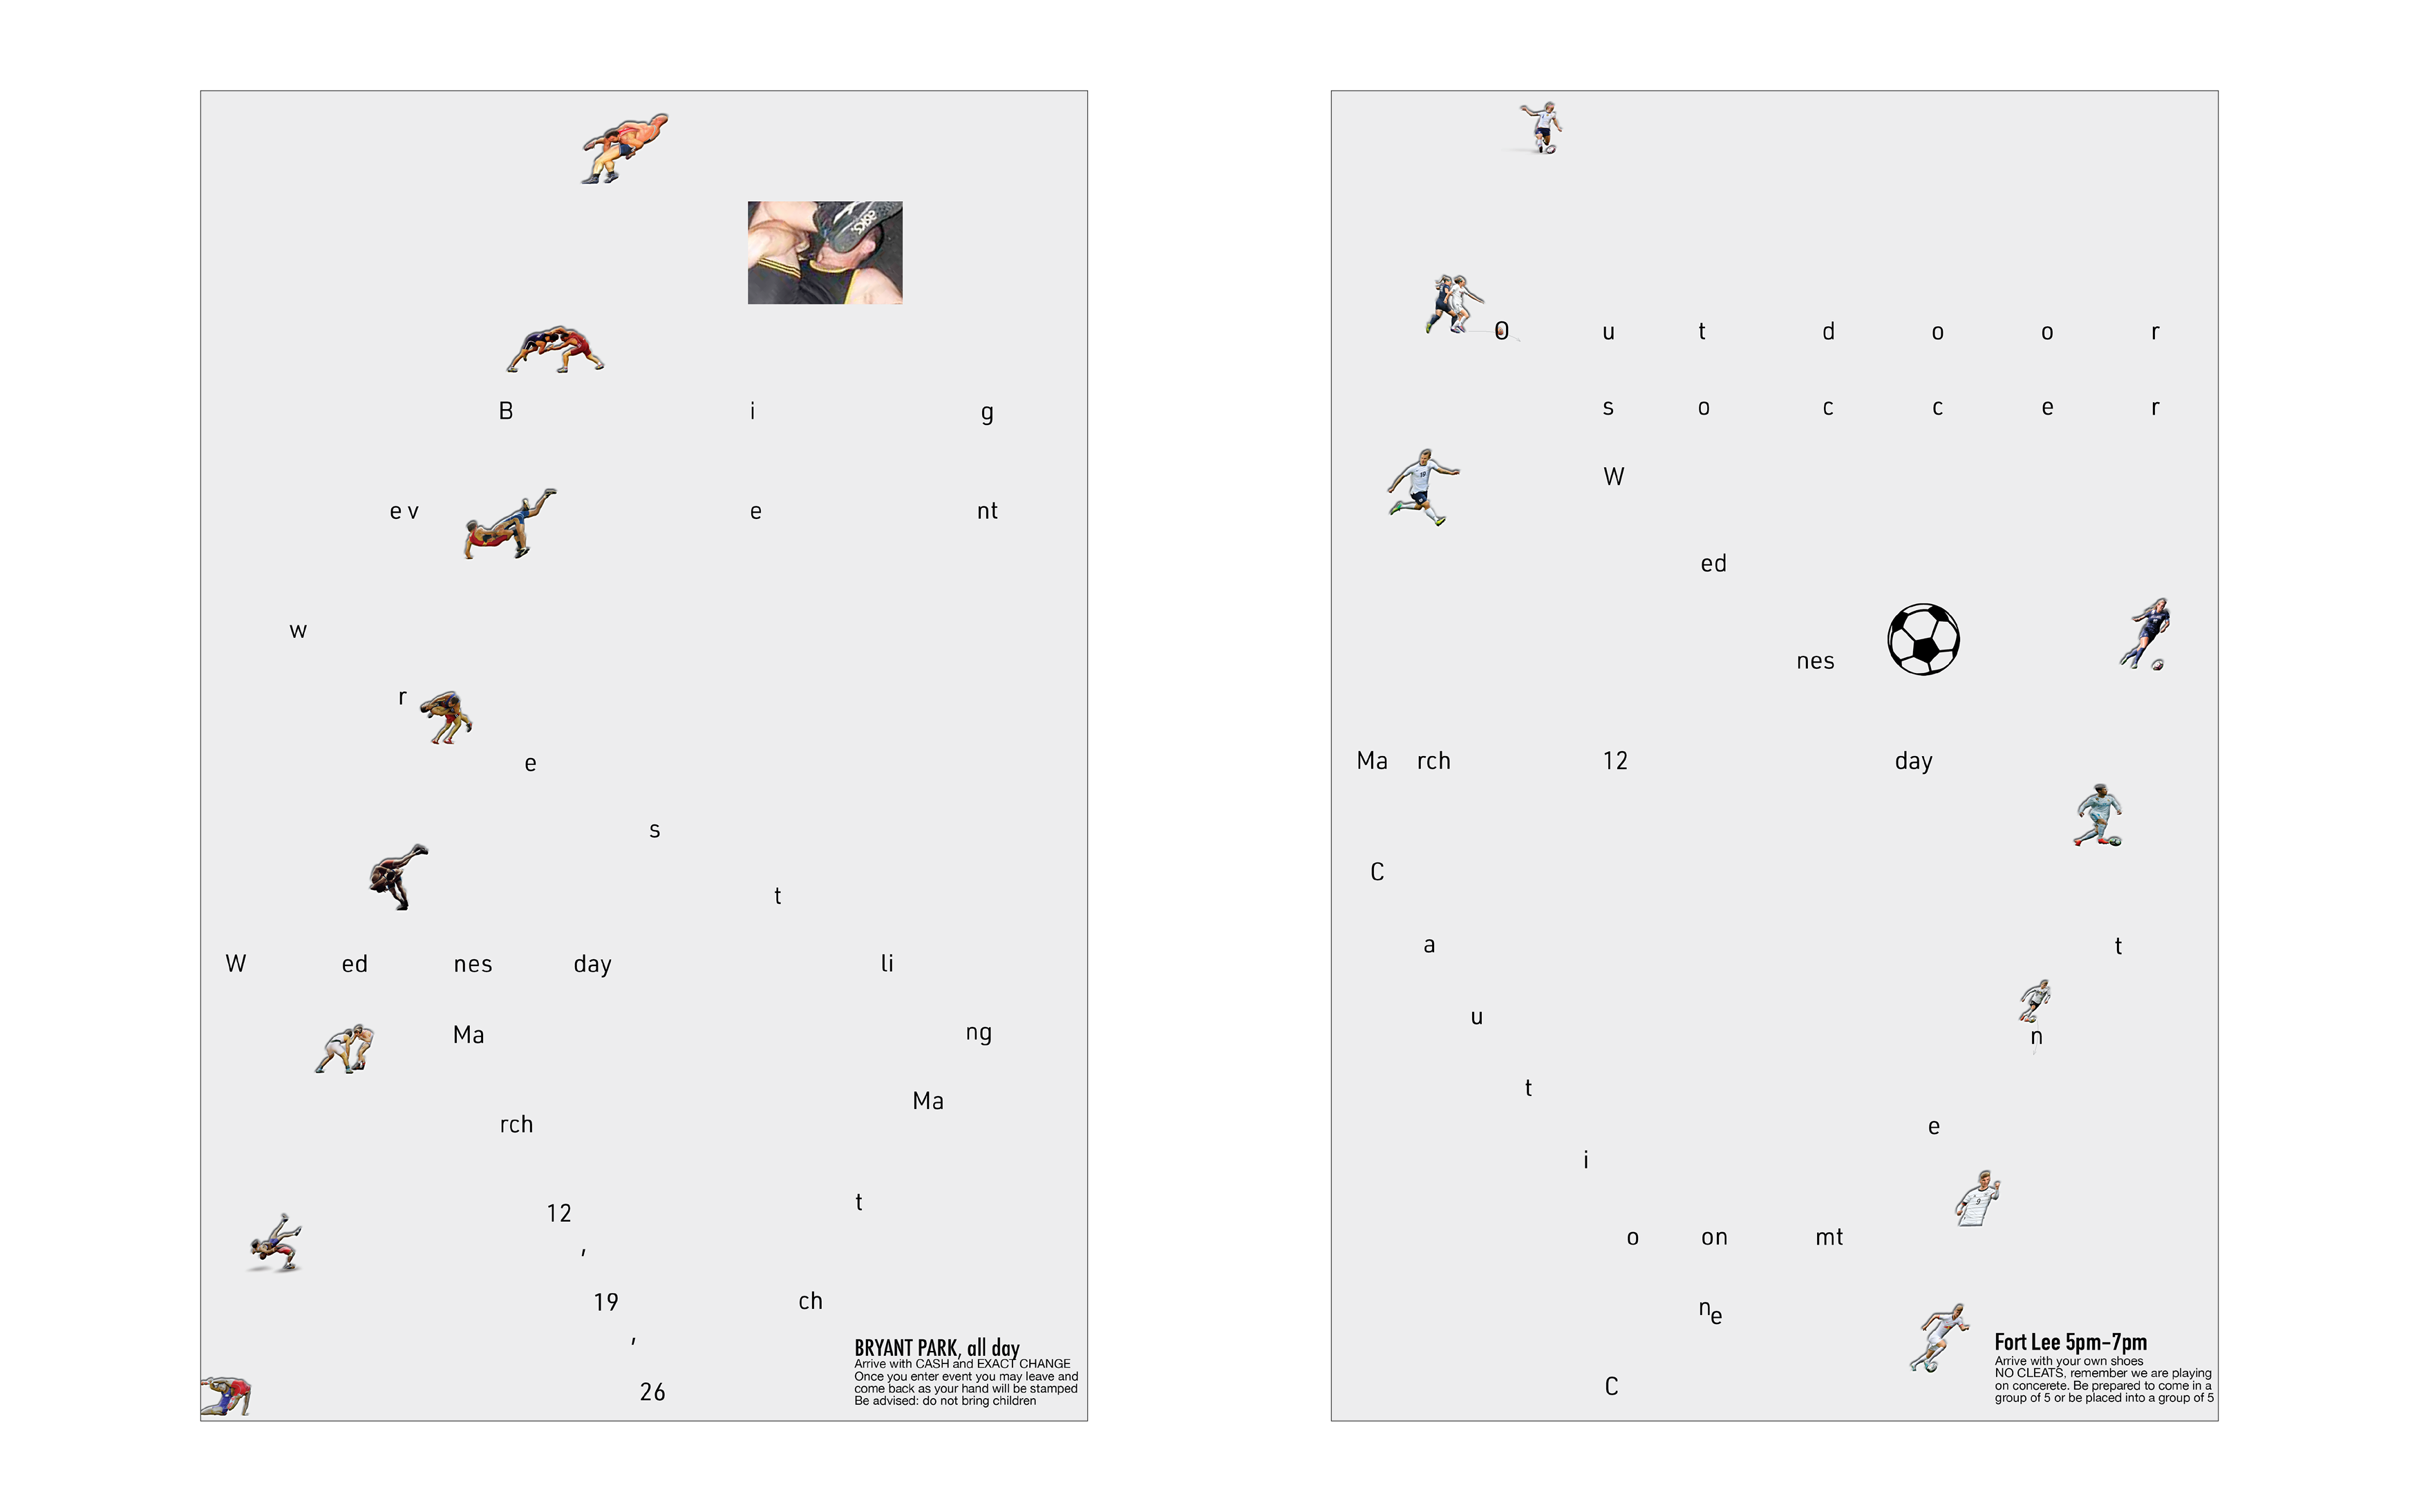 asics
B i g
ev e nt
w
r
e
s
t
W ed nes day li
Ma ng
Ma
rch
t
12
,
19 ch
,
26
BRYANT PARK, all day
Arrive with CASH and EXACT CHANGE
Once you enter event you may leave and
come back as your hand will be stamped
Be advised: do not bring children
O u t d o o r
s o c c e r
W
ed
nes
Ma rch 12 day
C
a t
u
n
t
e
i
o on mt
ne
C
Fort Lee 5pm–7pm
Arrive with your own shoes
NO CLEATS, remember we are playing
on concerete. Be prepared to come in a
group of 5 or be placed into a group of 5